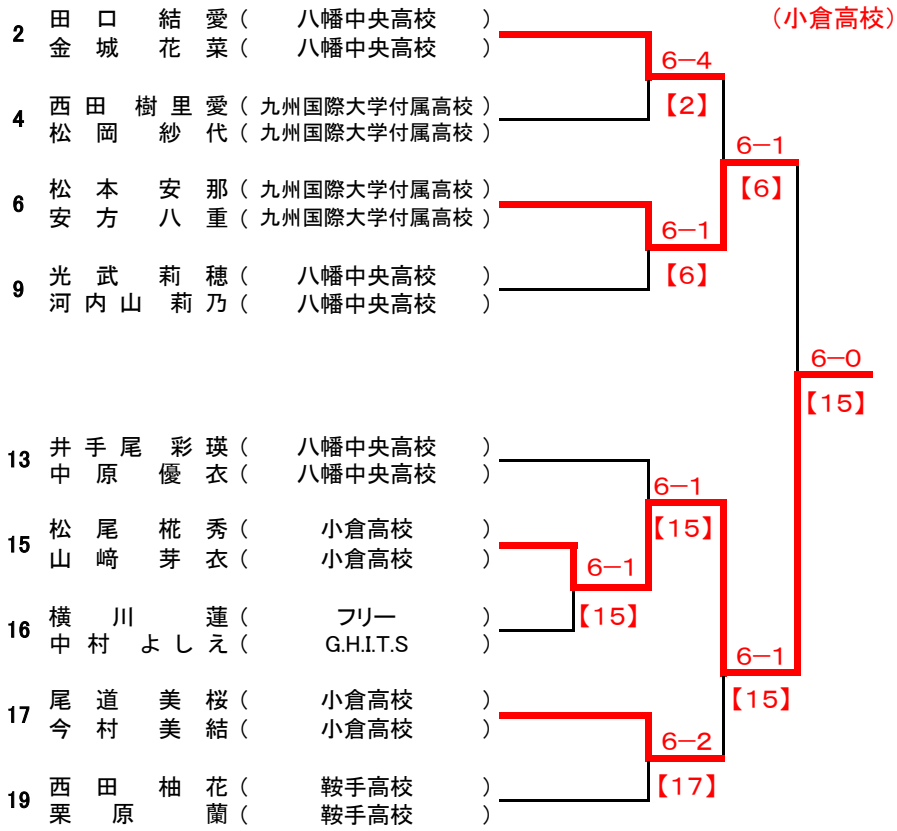 (小倉高校)
2 田口 結愛 ( 八幡中央高校 )
金城 花菜 ( 八幡中央高校 )
6-4
【2】
4 西田 樹里愛 ( 九州国際大学付属高校 )
松岡 紗代 ( 九州国際大学付属高校 )
6-1
【6】
6 松本 安那 ( 九州国際大学付属高校 )
安方 八重 ( 九州国際大学付属高校 )
6-1
【6】
9 光武 莉穂 ( 八幡中央高校 )
河内山 莉乃 ( 八幡中央高校 )
6-0
【15】
13 井手尾 彩瑛 ( 八幡中央高校 )
中原 優衣 ( 八幡中央高校 )
6-1
【15】
15 松尾 椛秀 ( 小倉高校 )
山﨑 芽衣 ( 小倉高校 )
6-1
【15】
16 横川 蓮 ( フリー )
中村 よしえ ( G.H.I.T.S )
6-1
【15】
17 尾道 美桜 ( 小倉高校 )
今村 美結 ( 小倉高校 )
6-2
【17】
19 西田 柚花 ( 鞍手高校 )
栗原 蘭 ( 鞍手高校 )